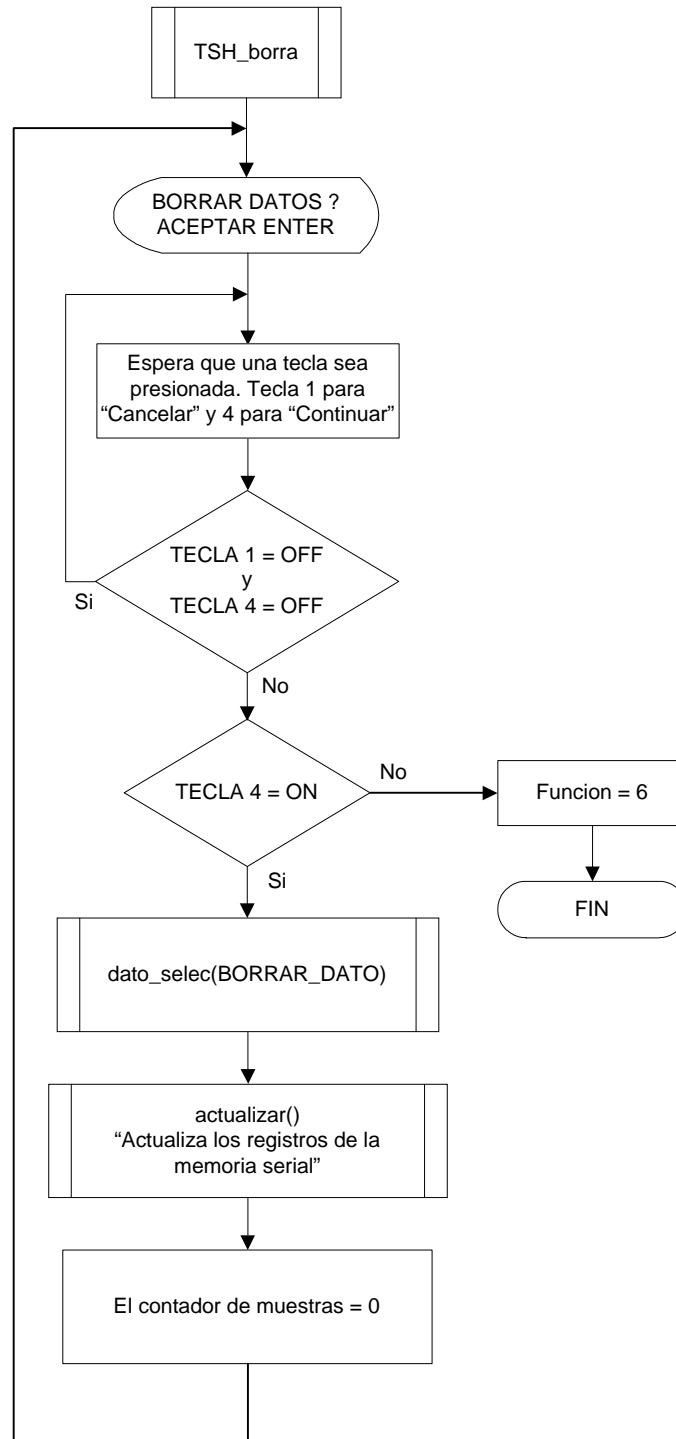 TSH_borra
BORRAR DATOS ?
ACEPTAR ENTER
Espera que una tecla sea
presionada. Tecla 1 para
“Cancelar” y 4 para “Continuar”
TECLA 1 = OFF
y
TECLA 4 = OFF
Si
No
TECLA 4 = ON
No
Funcion = 6
Si
FIN
dato_selec(BORRAR_DATO)
actualizar()
“Actualiza los registros de la
memoria serial”
El contador de muestras = 0